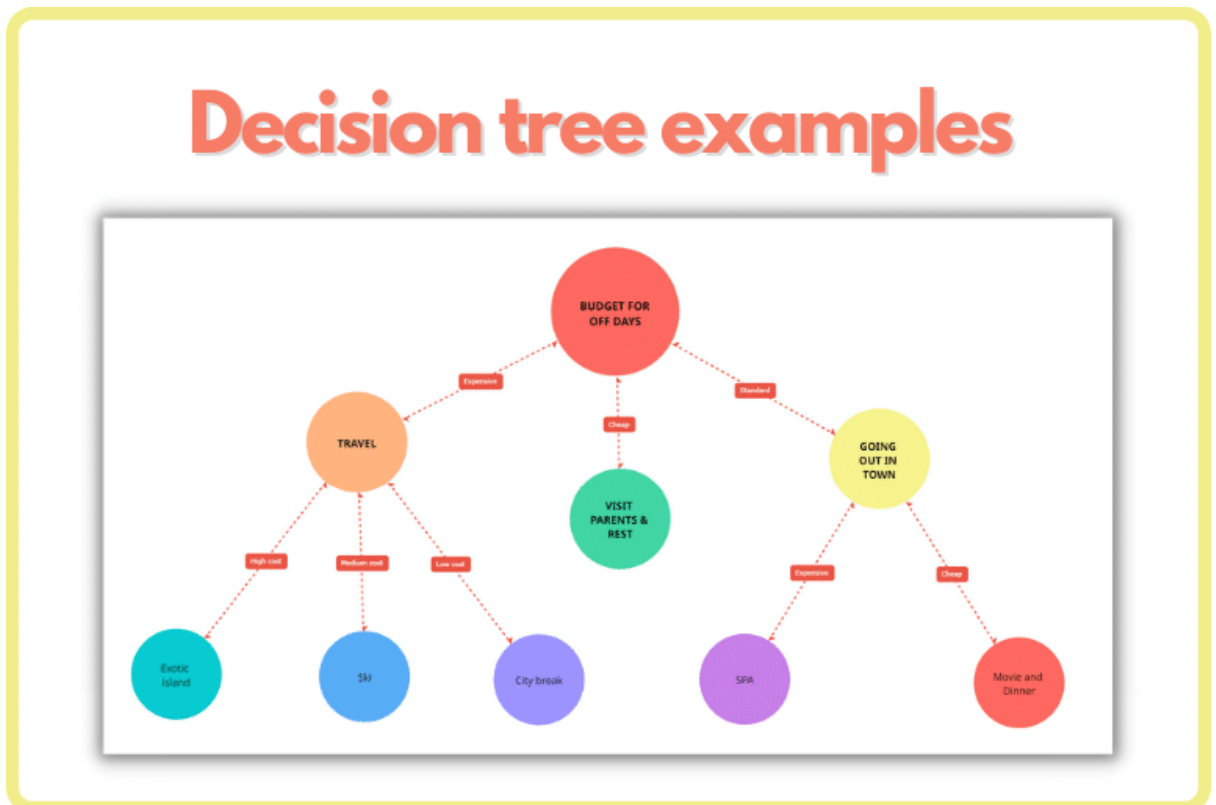 Decision tree examples
BUDGET FOR
OFF DAYS
Expensive
Cheap
Standard
TRAVEL
GOING
OUT IN
TOWN
VISIT
PARENTS &
REST
High cost
Medium cost
Low cost
Expensive
Cheap
Exotic
Island
Ski
City break
SPA
Movie and
Dinner